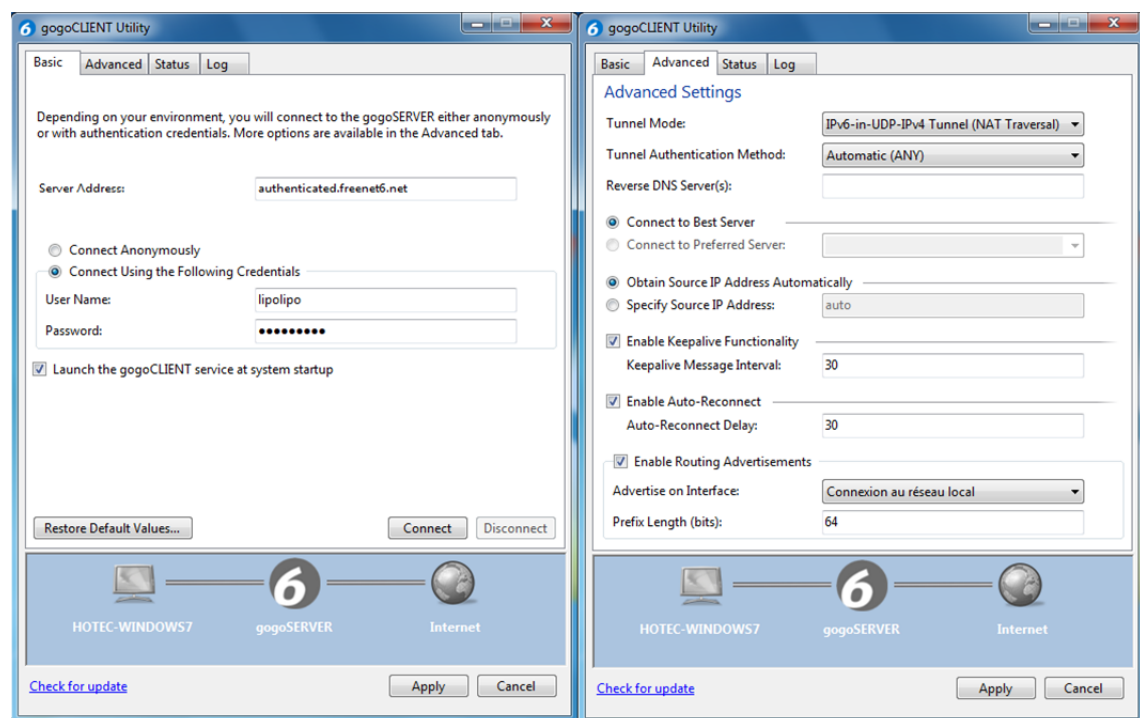 6 gogoCLIENT Utility
Basic Advanced Status Log
Depending on your environment, you will connect to the gogoSERVER either anonymously
or with authentication credentials. More options are available in the Advanced tab.
Server Address: authenticated.freenet6.net
Connect Anonymously
Connect Using the Following Credentials
User Name: lipolipo
Password: •••••••••
Launch the gogoCLIENT service at system startup
Restore Default Values... Connect Disconnect
6
HOTEC-WINDOWS7 gogoSERVER Internet
Check for update Apply Cancel
6 gogoCLIENT Utility
Basic Advanced Status Log
Advanced Settings
Tunnel Mode: IPv6-in-UDP-IPv4 Tunnel (NAT Traversal)
Tunnel Authentication Method: Automatic (ANY)
Reverse DNS Server(s):
Connect to Best Server
Connect to Preferred Server:
Obtain Source IP Address Automatically
Specify Source IP Address: auto
Enable Keepalive Functionality
Keepalive Message Interval: 30
Enable Auto-Reconnect
Auto-Reconnect Delay: 30
Enable Routing Advertisements
Advertise on Interface: Connexion au réseau local
Prefix Length (bits): 64
6
HOTEC-WINDOWS7 gogoSERVER Internet
Check for update Apply Cancel